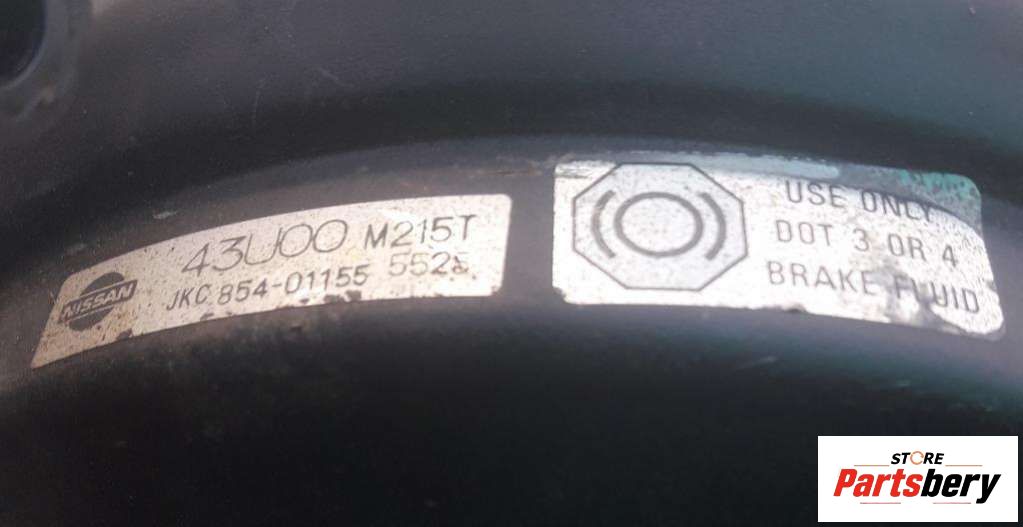 43U00 M215T
NISSAN
JKC 854-01155
USE ONLY
DOT 3 OR 4
BRAKE FLUID
STORE
Partsbery